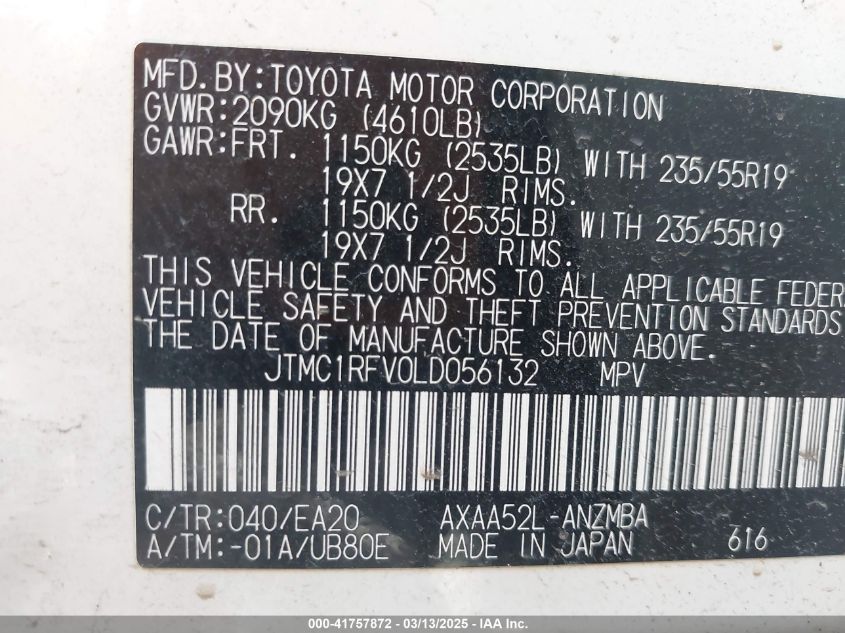 MFD.BY:TOYOTA MOTOR CORPORATION
GVWR:2090KG (4610LB)
GAWR:FRT. 1150KG (2535LB) WITH 235/55R19
19X7 1/2J RIMS.
RR. 1150KG (2535LB) WITH 235/55R19
19X7 1/2J RIMS.
THIS VEHICLE CONFORMS TO ALL APPLICABLE FEDER
VEHICLE SAFETY AND THEFT PREVENTION STANDARDS
THE DATE OF MANUFACTURE SHOWN ABOVE.
JTMC1RFV0LD056132 MPV
C/TR:040/EA20 AXAA52L-ANZMBA
A/TM:-01A/UB80E MADE IN JAPAN 616
000-41757872 - 03/13/2025 - IAA Inc.